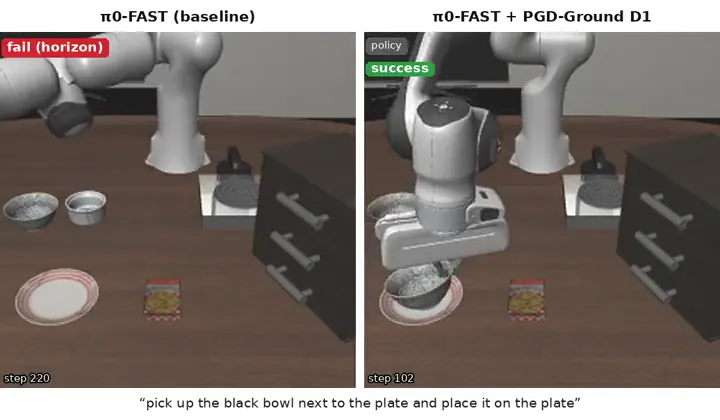 π0-FAST (baseline)
π0-FAST + PGD-Ground D1
fail (horizon)
policy
success
step 220
step 102
“pick up the black bowl next to the plate and place it on the plate”